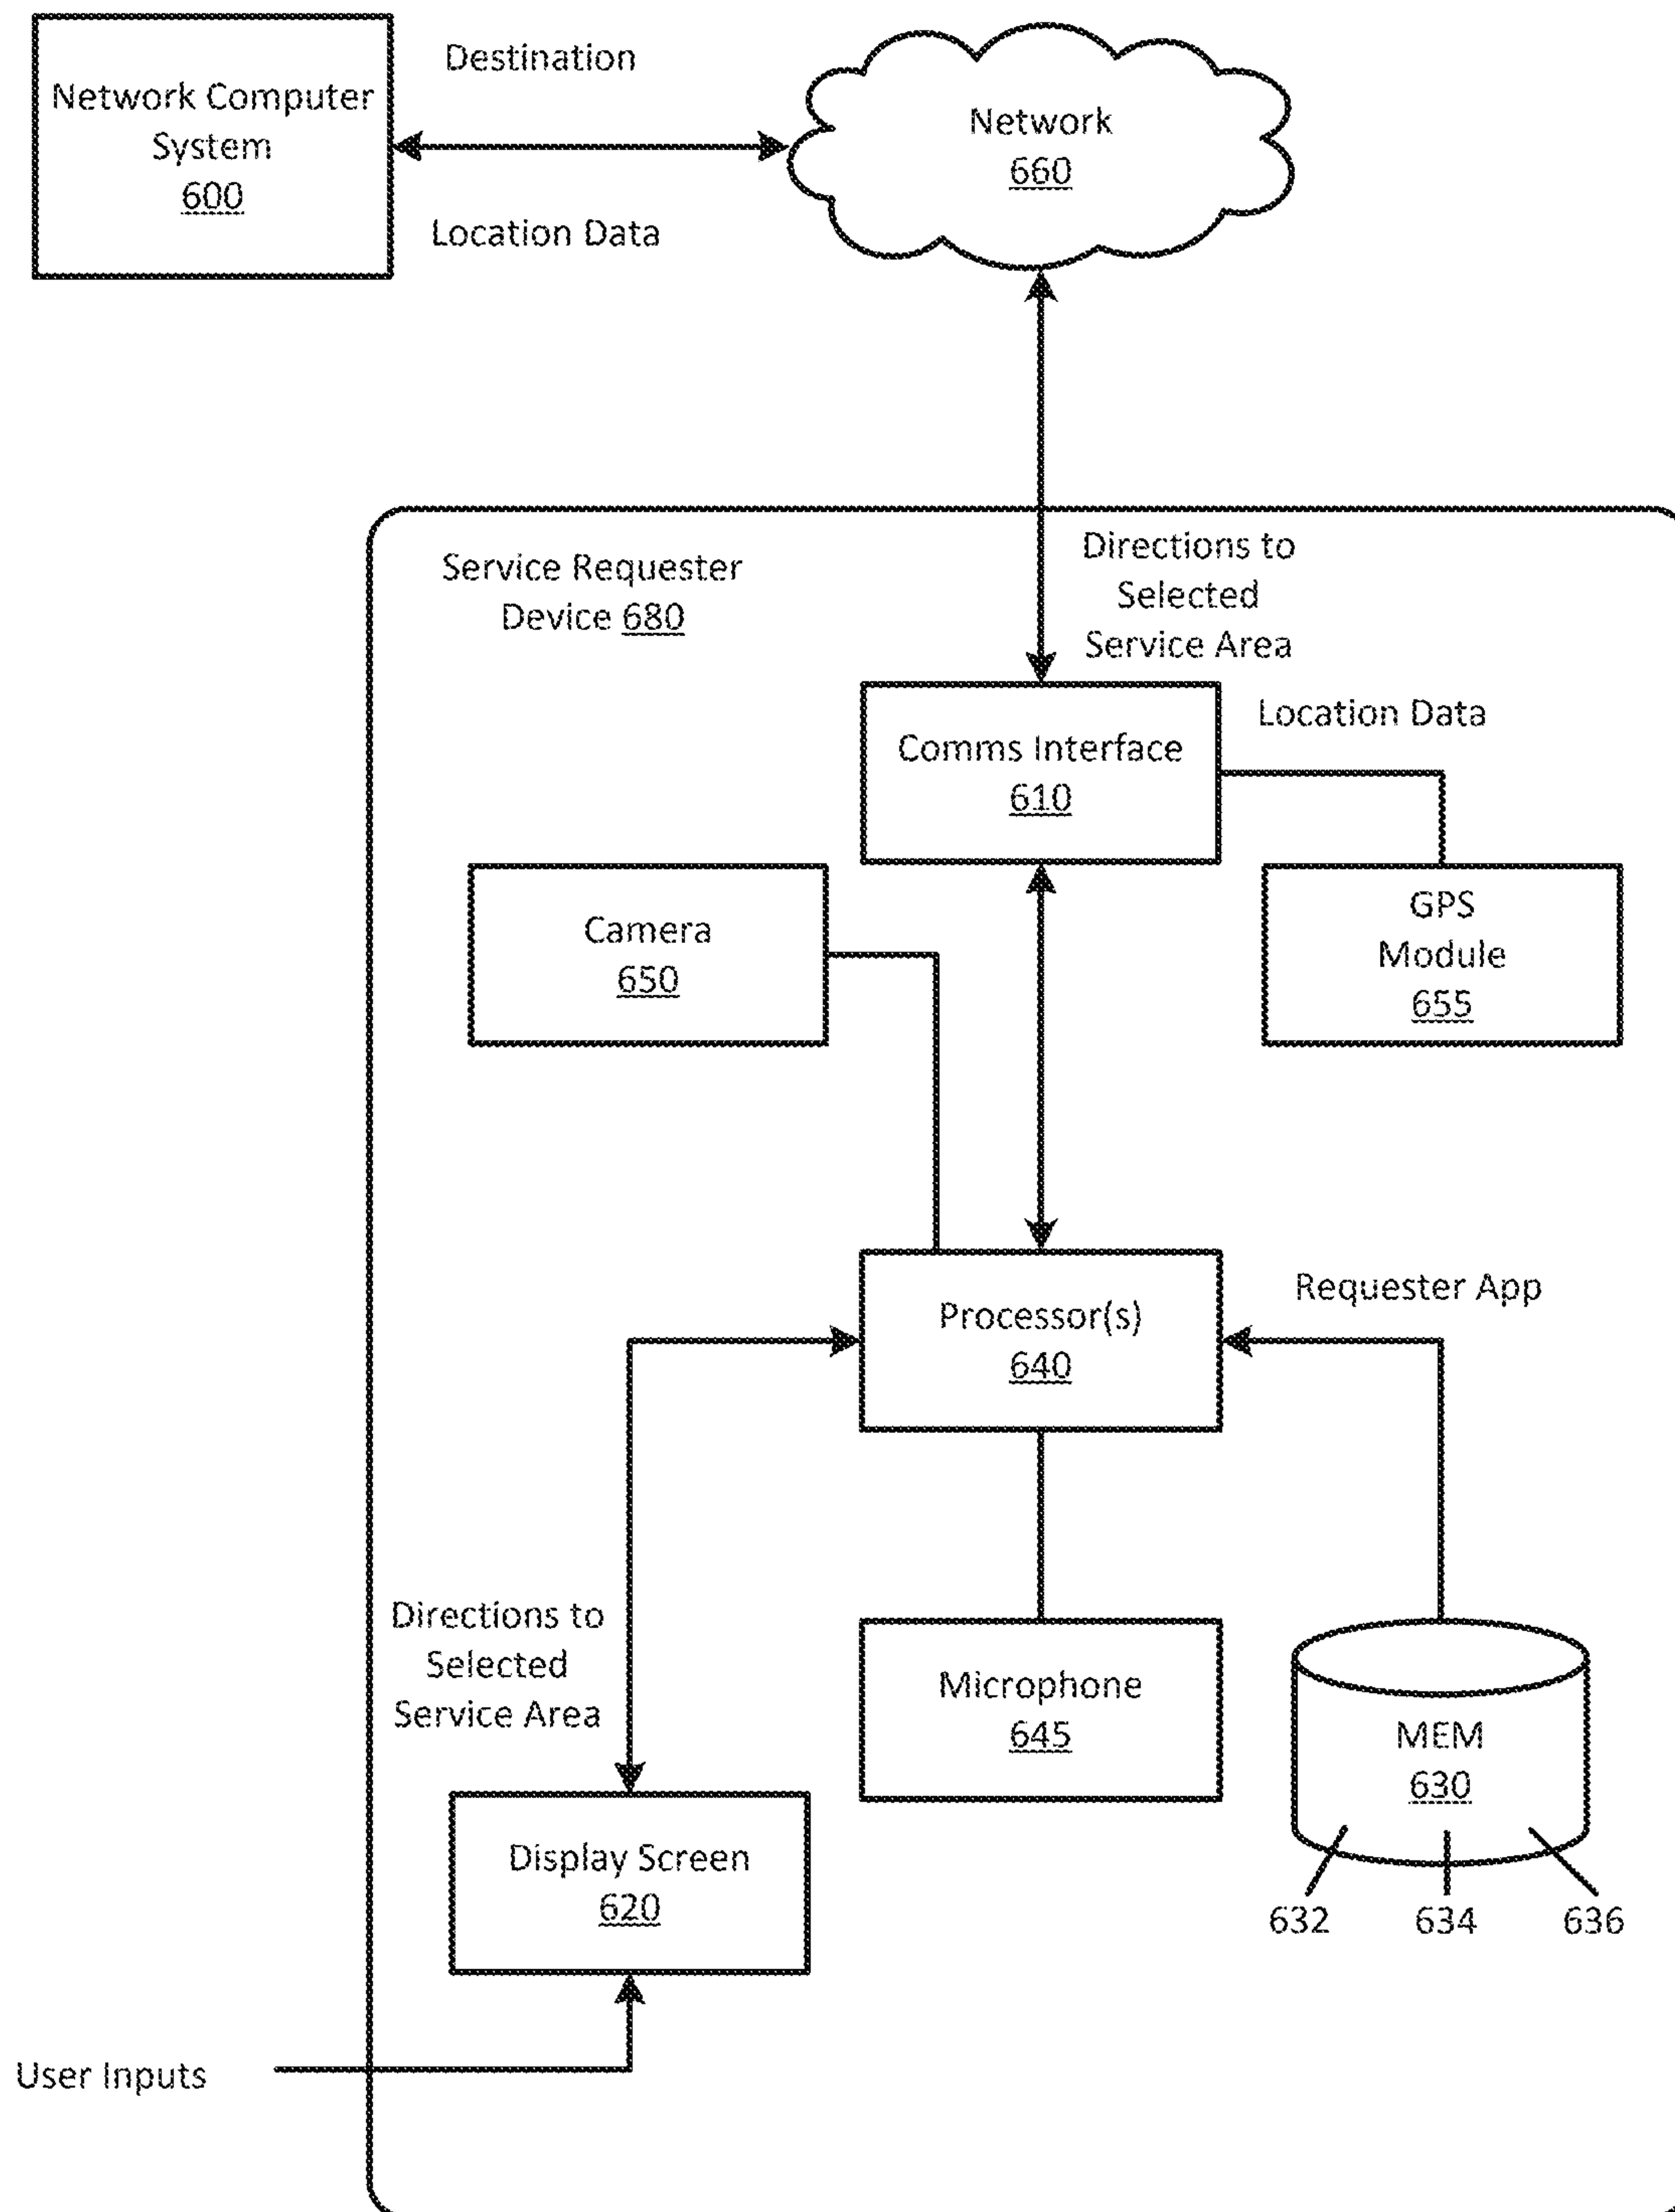 Network Computer
System
600
Destination
Location Data
Network
660
Service Requester
Device 680
Directions to
Selected
Service Area
Comms Interface
610
Location Data
Camera
650
GPS
Module
655
Processor(s)
640
Requester App
Directions to
Selected
Service Area
Microphone
645
MEM
630
Display Screen
620
632 634 636
User Inputs